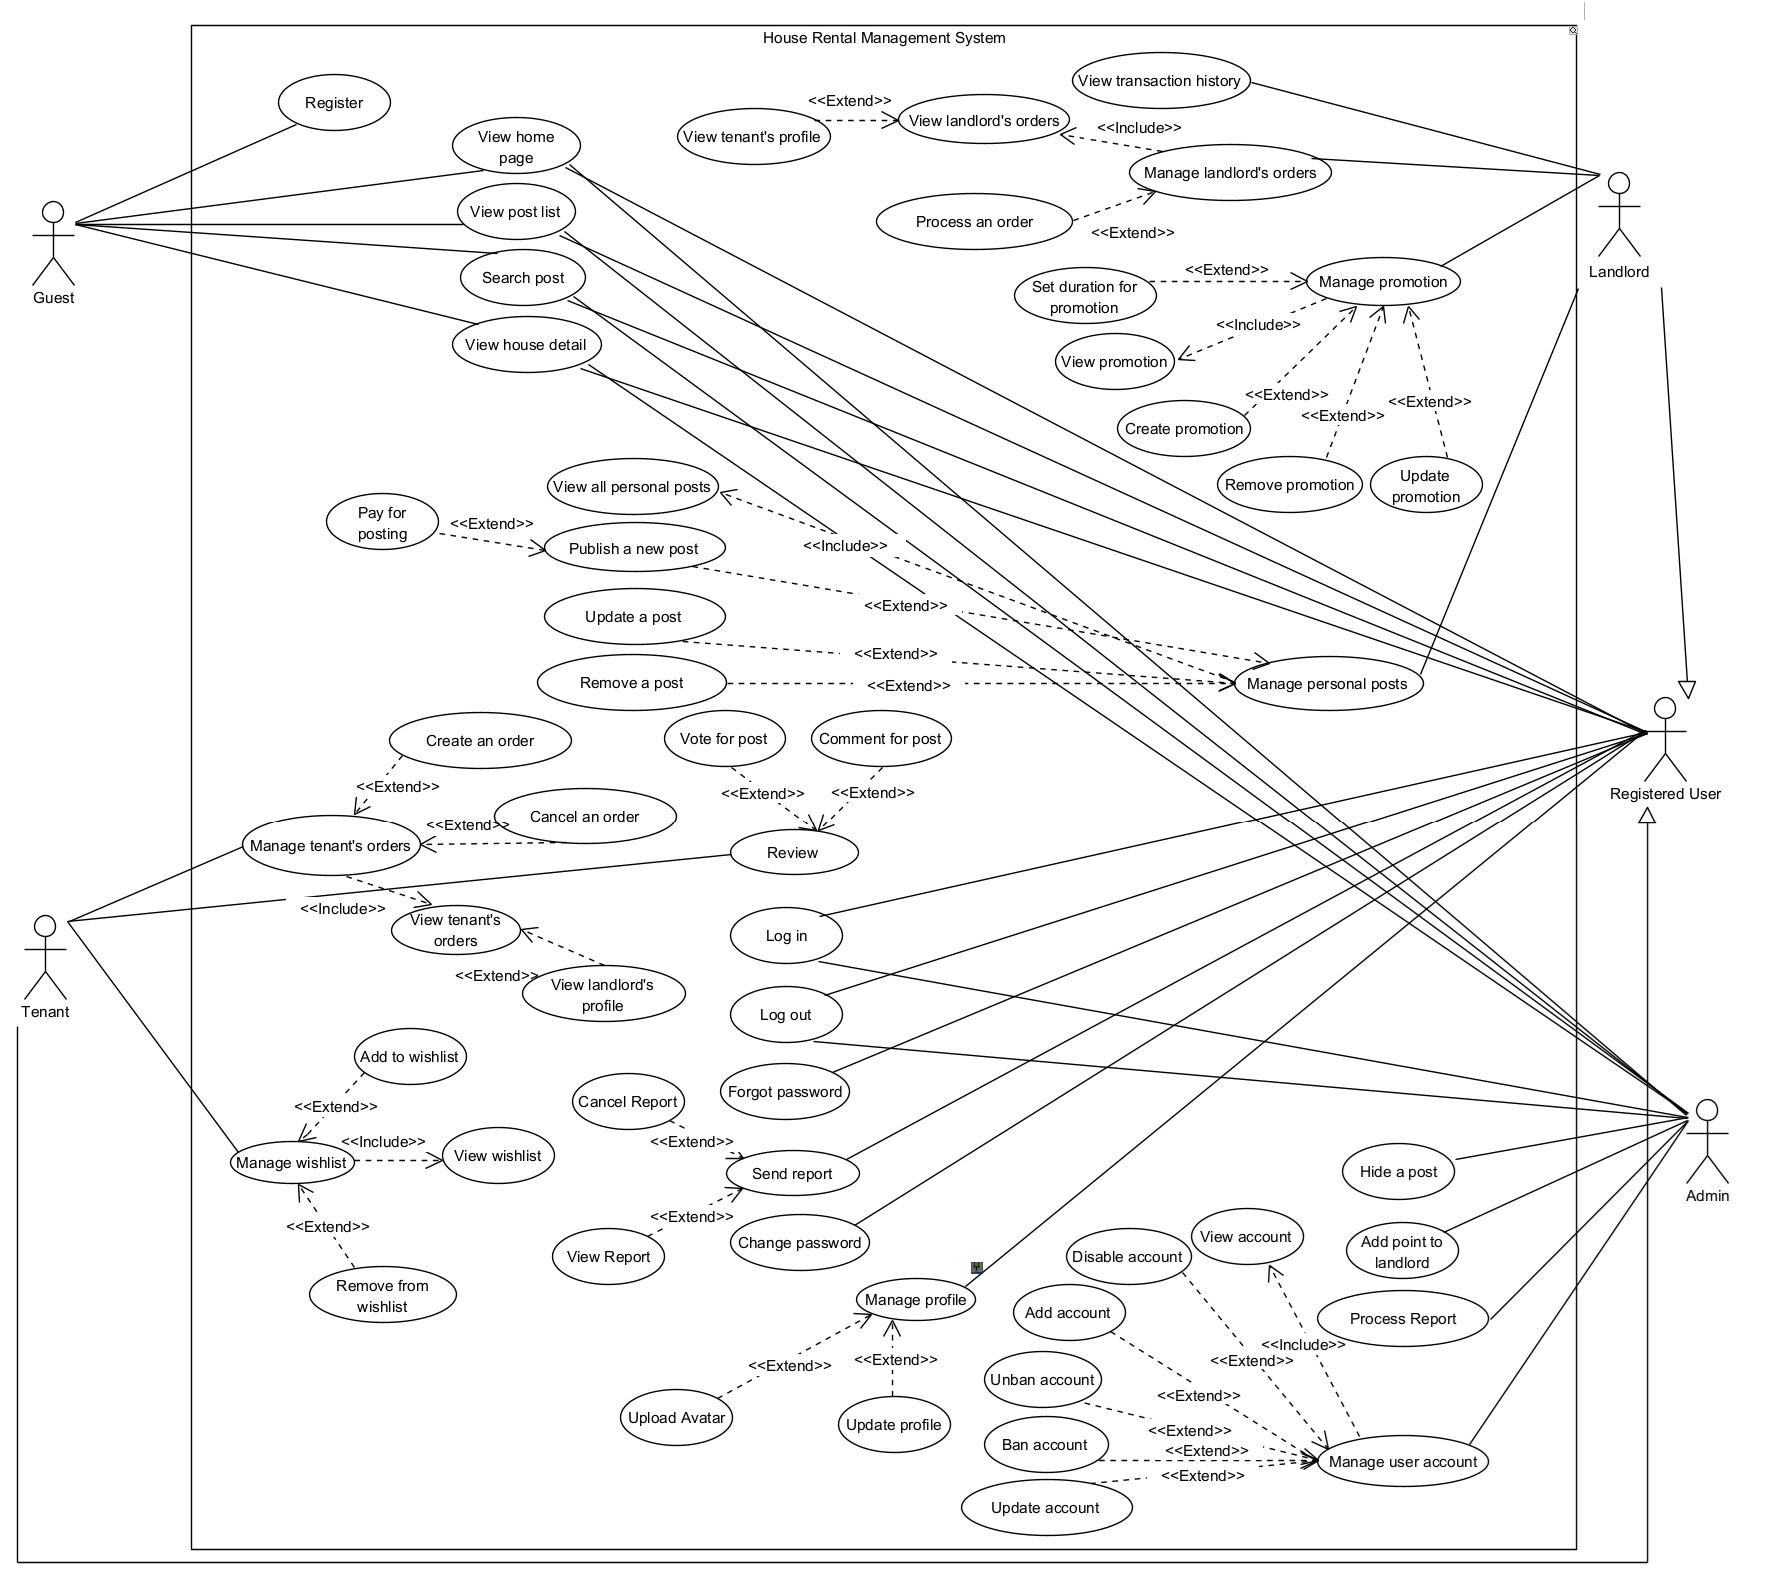 House Rental Management System
Register
View home
page
View post list
Search post
View house detail
Guest
View tenant's profile
<<Extend>>
View landlord's orders
View transaction history
<<Include>>
Manage landlord's orders
Process an order
<<Extend>>
Landlord
Set duration for
promotion
<<Extend>>
Manage promotion
<<Include>>
View promotion
Create promotion
<<Extend>>
<<Extend>>
<<Extend>>
Remove promotion
Update
promotion
View all personal posts
Pay for
posting
<<Extend>>
Publish a new post
<<Include>>
<<Extend>>
Update a post
<<Extend>>
Remove a post
<<Extend>>
Manage personal posts
Registered User
Create an order
<<Extend>>
Cancel an order
<<Extend>>
Manage tenant's orders
<<Include>>
View tenant's
orders
<<Extend>>
View landlord's
profile
Vote for post
Comment for post
<<Extend>>
<<Extend>>
Review
Tenant
Log in
Log out
Forgot password
Add to wishlist
<<Extend>>
<<Include>>
Manage wishlist
View wishlist
<<Extend>>
Remove from
wishlist
Cancel Report
<<Extend>>
Send report
<<Extend>>
View Report
Change password
Manage profile
<<Extend>>
<<Extend>>
Upload Avatar
Update profile
Hide a post
Admin
Add point to
landlord
Process Report
View account
Disable account
Add account
<<Include>>
<<Extend>>
Unban account
<<Extend>>
<<Extend>>
Ban account
<<Extend>>
Manage user account
<<Extend>>
Update account